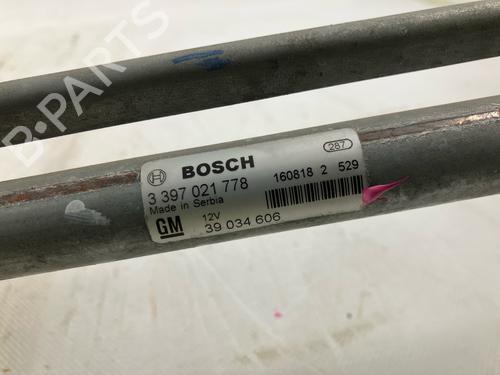 B-PARTS
287
BOSCH
3 397 021 778
160818 2 529
Made in Serbia
GM
12V
39 034 606